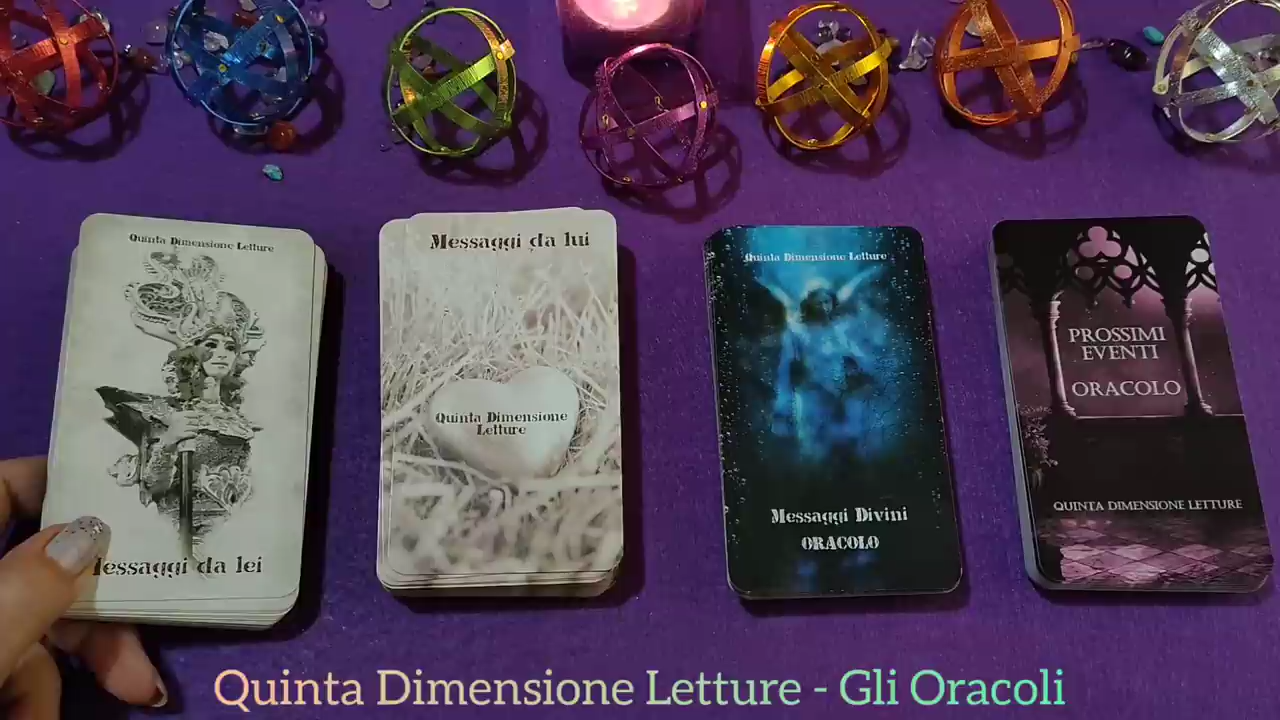 Quinta Dimensione Letture
Messaggi da lei
Messaggi da lui
Quinta Dimensione
Letture
Quinta Dimensione Letture
Messaggi Divini
ORACOLO
PROSSIMI
EVENTI
ORACOLO
QUINTA DIMENSIONE LETTURE
Quinta Dimensione Letture - Gli Oracoli